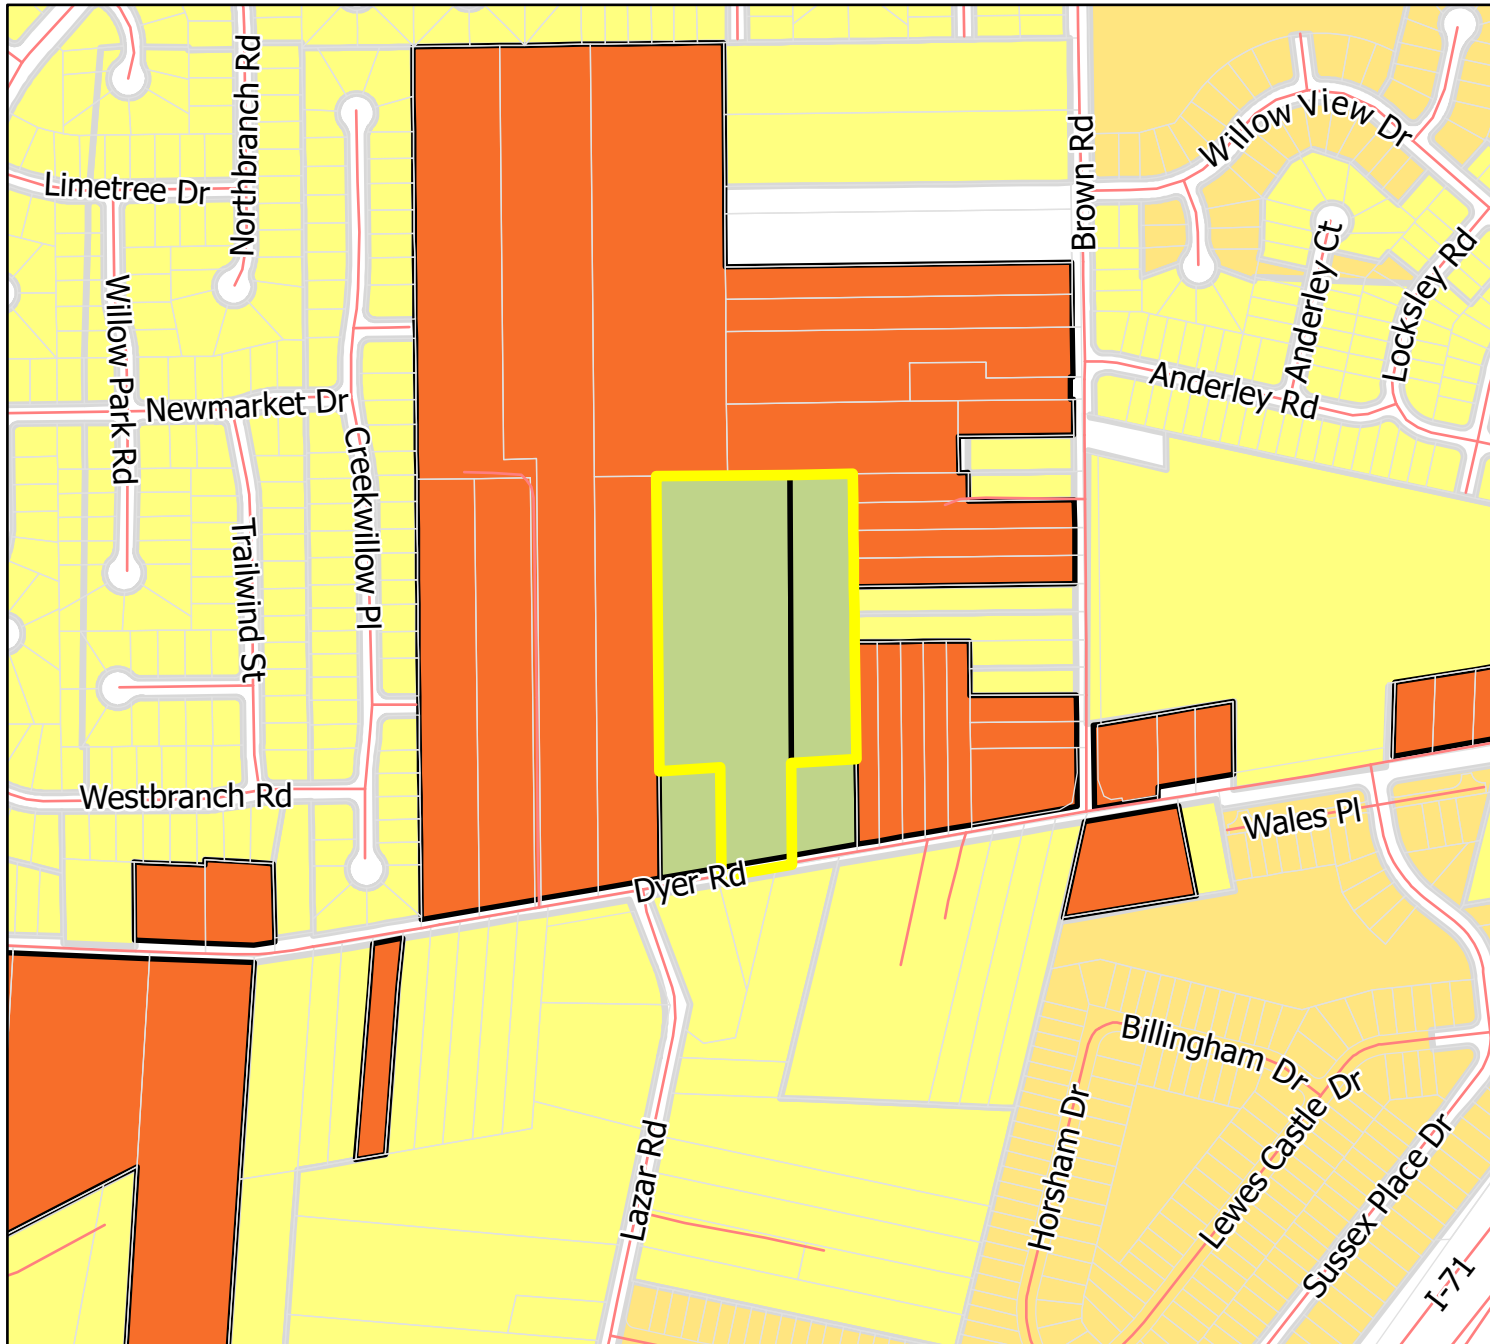 Northbranch Rd
Limetree Dr
Willow Park Rd
Newmarket Dr
Creekwillow Pl
Trailwind St
Westbranch Rd
Brown Rd
Willow View Dr
Anderley Ct
Locksley Rd
Anderley Rd
Wales Pl
Dyer Rd
Lazar Rd
Billingham Dr
Horsham Dr
Lewes Castle Dr
Sussex Place Dr
I-71